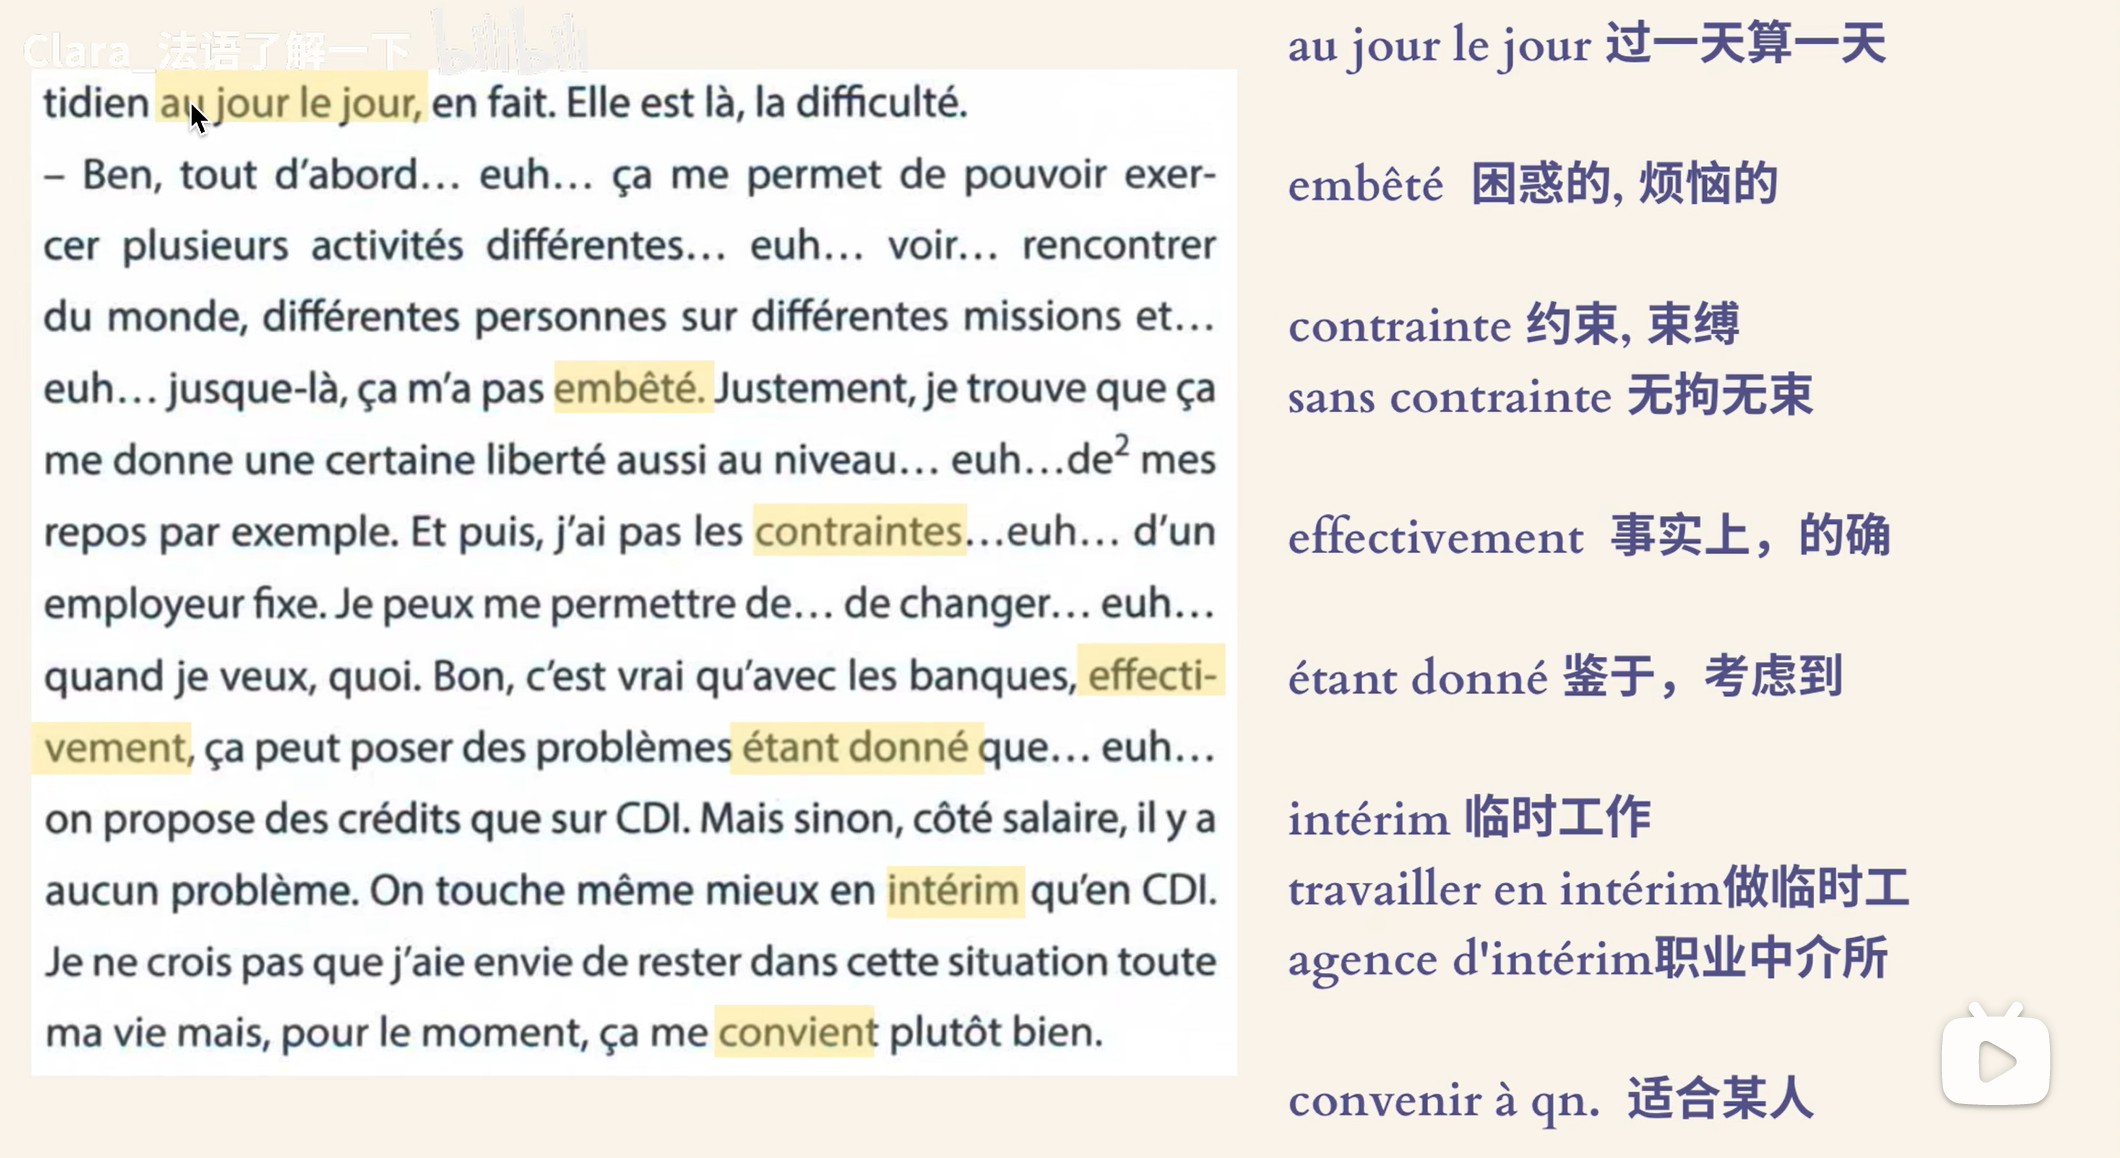 Clara_法语了解一下 bilibili
tidien au jour le jour, en fait. Elle est là, la difficulté.
– Ben, tout d’abord… euh… ça me permet de pouvoir exer-
cer plusieurs activités différentes… euh… voir… rencontrer
du monde, différentes personnes sur différentes missions et…
euh… jusque-là, ça m’a pas embêté. Justement, je trouve que ça
me donne une certaine liberté aussi au niveau… euh…de² mes
repos par exemple. Et puis, j’ai pas les contraintes…euh… d’un
employeur fixe. Je peux me permettre de… de changer… euh…
quand je veux, quoi. Bon, c’est vrai qu’avec les banques, effecti-
vement, ça peut poser des problèmes étant donné que… euh…
on propose des crédits que sur CDI. Mais sinon, côté salaire, il y a
aucun problème. On touche même mieux en intérim qu’en CDI.
Je ne crois pas que j’aie envie de rester dans cette situation toute
ma vie mais, pour le moment, ça me convient plutôt bien.
au jour le jour 过一天算一天
embêté 困惑的, 烦恼的
contrainte 约束, 束缚
sans contrainte 无拘无束
effectivement 事实上，的确
étant donné 鉴于，考虑到
intérim 临时工作
travailler en intérim做临时工
agence d'intérim职业中介所
convenir à qn. 适合某人